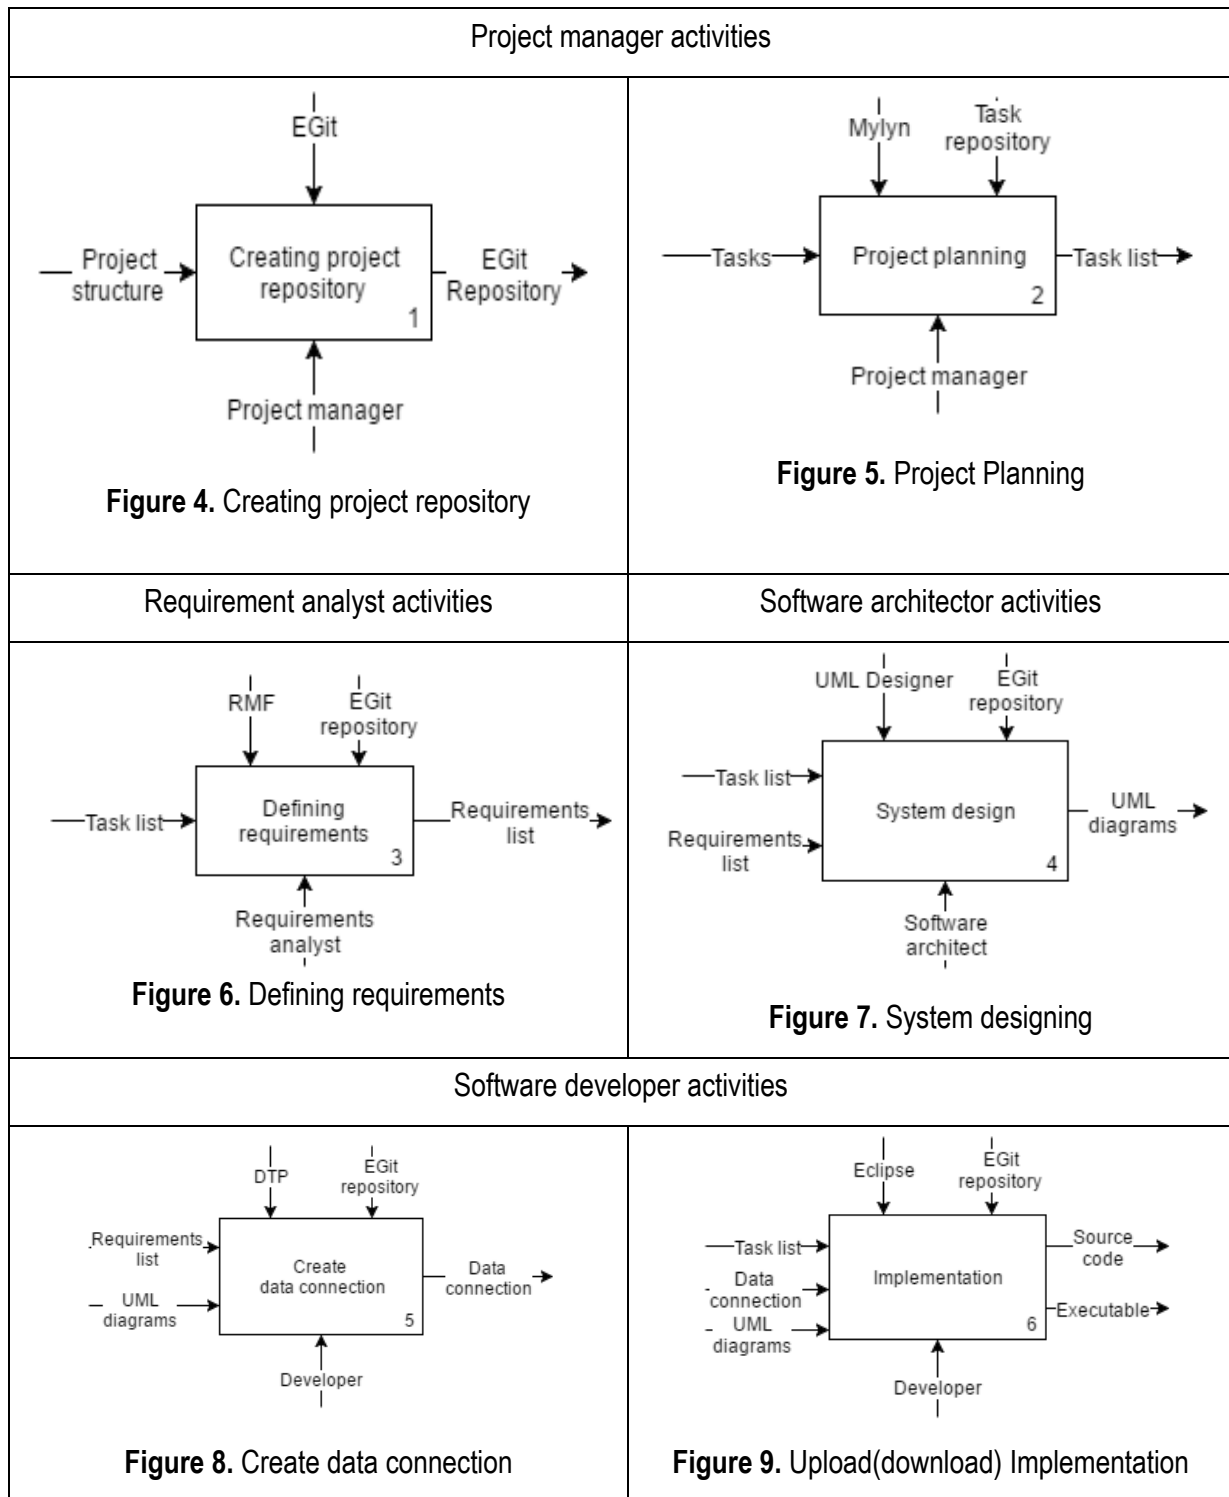 Project manager activities
EGit
Project
structure
Creating project
repository
1
EGit
Repository
Project manager
Figure 4. Creating project repository
Mylyn
Task
repository
Tasks
Project planning
2
Task list
Project manager
Figure 5. Project Planning
Requirement analyst activities
Software architector activities
RMF
EGit
repository
Task list
Defining
requirements
3
Requirements
list
Requirements
analyst
Figure 6. Defining requirements
UML Designer
EGit
repository
Task list
Requirements
list
System design
4
UML
diagrams
Software
architect
Figure 7. System designing
Software developer activities
DTP
EGit
repository
Requirements
list
UML
diagrams
Create
data connection
5
Data
connection
Developer
Figure 8. Create data connection
Eclipse
EGit
repository
Task list
Data
connection
UML
diagrams
Implementation
6
Source
code
Executable
Developer
Figure 9. Upload(download) Implementation